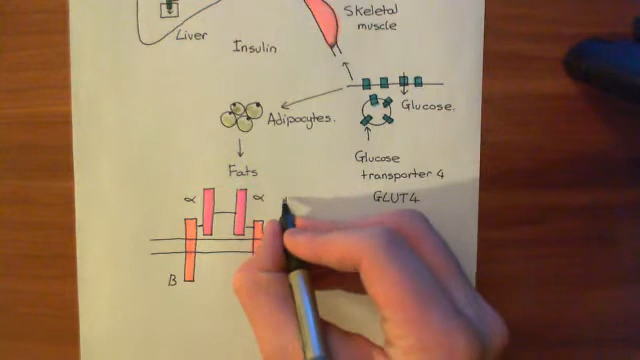 Skeletal
muscle
Liver
Insulin
Glucose.
Adipocytes.
Glucose
transporter 4
GLUT4
Fats
α
α
B